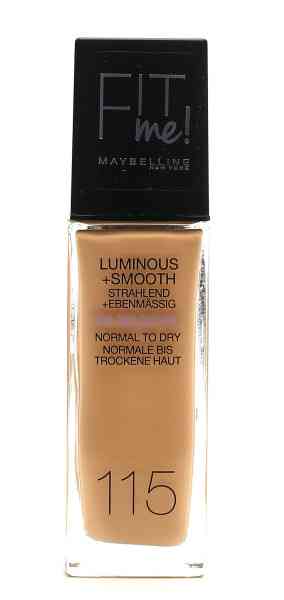 FIT
me!
MAYBELLINE
NEW YORK
LUMINOUS
+SMOOTH
STRAHLEND
+EBENMÄSSIG
NORMAL TO DRY
NORMALE BIS
TROCKENE HAUT
115